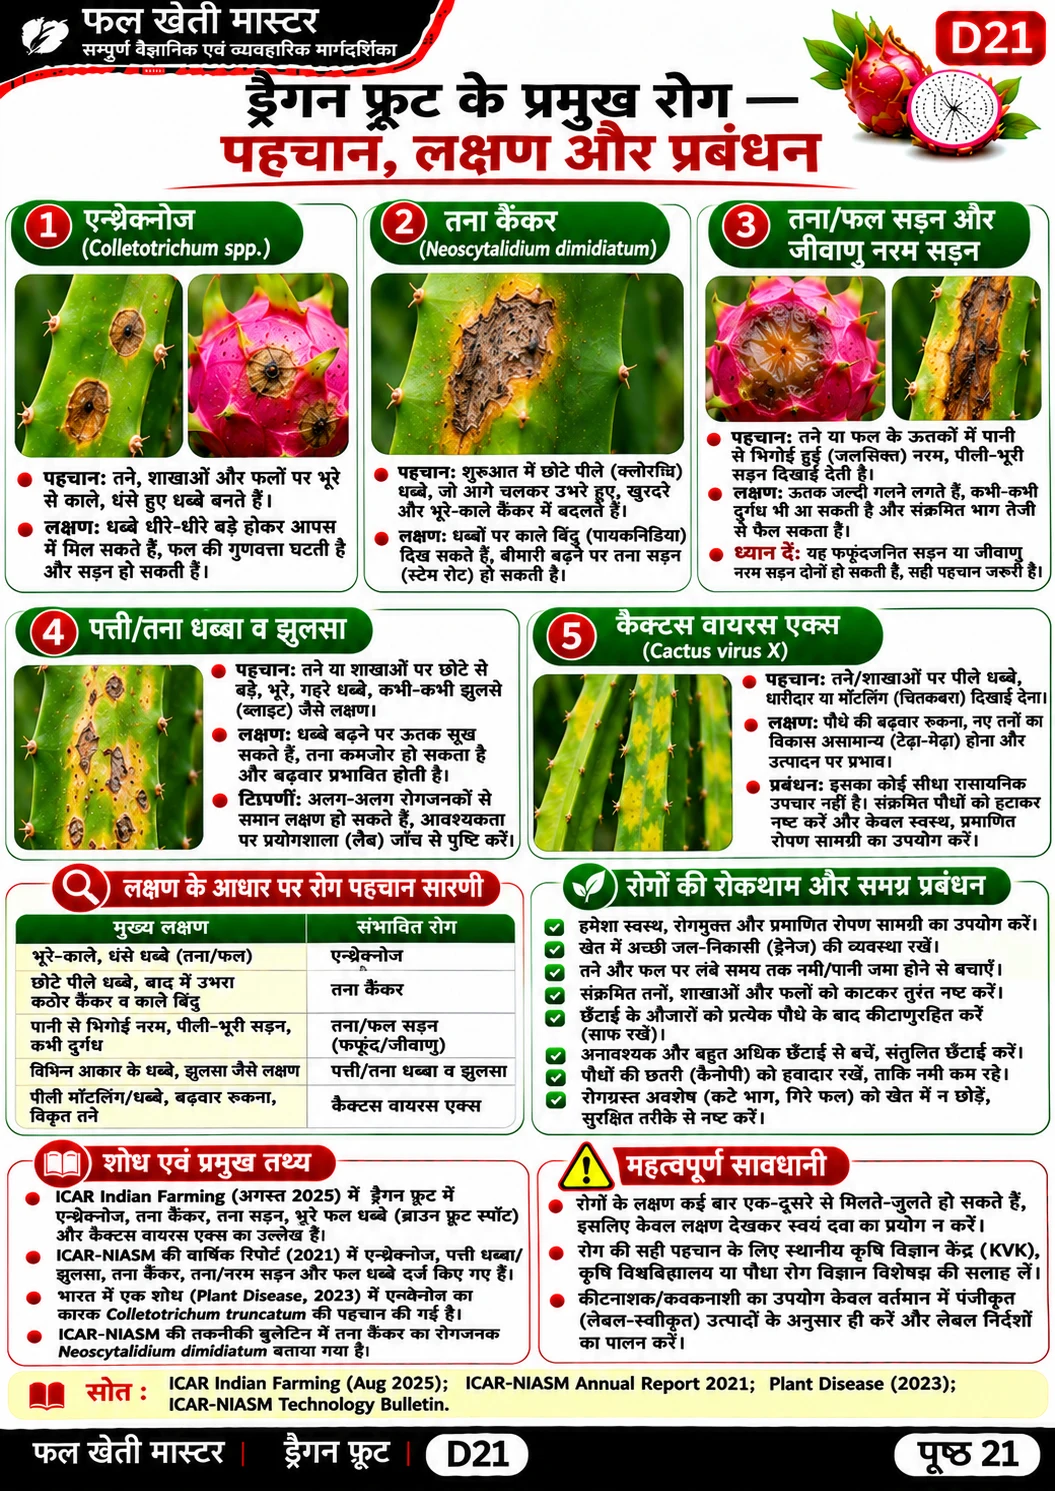 फल खेती मास्टर
सम्पूर्ण वैज्ञानिक एवं व्यवहारिक मार्गदर्शिका
D21
ड्रैगन फ्रूट के प्रमुख रोग —
पहचान, लक्षण और प्रबंधन
1 एन्थ्रेक्नोज
(Colletotrichum spp.)
पहचान: तने, शाखाओं और फलों पर भूरे
से काले, धंसे हुए धब्बे बनते हैं।
लक्षण: धब्बे धीरे-धीरे बड़े होकर आपस
में मिल सकते हैं, फल की गुणवत्ता घटती है
और सड़न हो सकती हैं।
2 तना कैंकर
(Neoscytalidium dimidiatum)
पहचान: शुरुआत में छोटे पीले
धब्बे, जो आगे चलकर उभरे हुए, खुरदरे
और भूरे-काले कैंकर में बदलते हैं।
लक्षण: धब्बों पर काले बिंदु (पायकनिडिया)
दिख सकते हैं, बीमारी बढ़ने पर तना सड़न
(स्टेम रोट) हो सकती है।
3 तना/फल सड़न और
जीवाणु नरम सड़न
पहचान: तने या फल के ऊतकों में पानी
से भिगोई हुई (जलसिक्त) नरम, पीली-भूरी
सड़न दिखाई देती है।
लक्षण: ऊतक जल्दी गलने लगते हैं, कभी-कभी
दुर्गंध भी आ सकती है और संक्रमित भाग तेजी
से फैल सकता हैं।
ध्यान दें: यह फफूंदजनित सड़न या जीवाणु
नरम सड़न दोनों हो सकती है, सही पहचान जरूरी है।
4 पत्ती/तना धब्बा व झुलसा
पहचान: तने या शाखाओं पर छोटे से
बड़े, भूरे, गहरे धब्बे, कभी-कभी झुलसे
(ब्लाइट) जैसे लक्षण।
लक्षण: धब्बे बढ़ने पर ऊतक सूख
सकते हैं, तना कमजोर हो सकता है
और बढ़वार प्रभावित होती है।
अलग-अलग रोगजनकों से
समान लक्षण हो सकते हैं, आवश्यकता
पर प्रयोगशाला (लैब) जाँच से पुष्टि करें।
5 कैक्टस वायरस एक्स
(Cactus virus X)
पहचान: तने/शाखाओं पर पीले धब्बे,
धारीदार या मॉटलिंग (चितकबरा) दिखाई देना।
लक्षण: पौधे की बढ़वार रुकना, नए तनों का
विकास असामान्य (टेढ़ा-मेढ़ा) होना और
उत्पादन पर प्रभाव।
प्रबंधन: इसका कोई सीधा रासायनिक
उपचार नहीं है। संक्रमित पौधों को हटाकर
नष्ट करें और केवल स्वस्थ, प्रमाणित
रोपण सामग्री का उपयोग करें।
लक्षण के आधार पर रोग पहचान सारणी
मुख्य लक्षण संभावित रोग
भूरे-काले, धंसे धब्बे (तना/फल) एन्थ्रेक्नोज
छोटे पीले धब्बे, बाद में उभरा
कठोर कैंकर व काले बिंदु तना कैंकर
पानी से भिगोई नरम, पीली-भूरी सड़न, तना/फल सड़न
कभी दुर्गंध (फफूंद/जीवाणु)
विभिन्न आकार के धब्बे, झुलसा जैसे लक्षण पत्ती/तना धब्बा व झुलसा
पीली मॉटलिंग/धब्बे, बढ़वार रुकना,
विकृत तने कैक्टस वायरस एक्स
रोगों की रोकथाम और समग्र प्रबंधन
हमेशा स्वस्थ, रोगमुक्त और प्रमाणित रोपण सामग्री का उपयोग करें।
खेत में अच्छी जल-निकासी (ड्रेनेज) की व्यवस्था रखें।
तने और फल पर लंबे समय तक नमी/पानी जमा होने से बचाएँ।
संक्रमित तनों, शाखाओं और फलों को काटकर तुरंत नष्ट करें।
छँटाई के औजारों को प्रत्येक पौधे के बाद कीटाणुरहित करें
(साफ रखें)।
अनावश्यक और बहुत अधिक छँटाई से बचें, संतुलित छँटाई करें।
पौधों की छतरी (कैनोपी) को हवादार रखें, ताकि नमी कम रहे।
रोगग्रस्त अवशेष (कटे भाग, गिरे फल) को खेत में न छोड़ें,
सुरक्षित तरीके से नष्ट करें।
शोध एवं प्रमुख तथ्य
ICAR Indian Farming (अगस्त 2025) में ड्रैगन फ्रूट में
एन्थ्रेक्नोज, तना कैंकर, तना सड़न, भूरे फल धब्बे (ब्राउन फ्रूट स्पॉट)
और कैक्टस वायरस एक्स का उल्लेख हैं।
ICAR-NIASM की वार्षिक रिपोर्ट (2021) में एन्थ्रेक्नोज, पत्ती धब्बा/
झुलसा, तना कैंकर, तना/नरम सड़न और फल धब्बे दर्ज किए गए हैं।
भारत में एक शोध (Plant Disease, 2023) में का
कारक Colletotrichum truncatum की पहचान की गई है।
ICAR-NIASM की तकनीकी बुलेटिन में तना कैंकर का रोगजनक
Neoscytalidium dimidiatum बताया गया है।
महत्वपूर्ण सावधानी
रोगों के लक्षण कई बार एक-दूसरे से मिलते-जुलते हो सकते हैं,
इसलिए केवल लक्षण देखकर स्वयं दवा का प्रयोग न करें।
रोग की सही पहचान के लिए स्थानीय कृषि विज्ञान केंद्र (KVK),
कृषि या पौधा रोग विज्ञान की सलाह लें।
कीटनाशक/कवकनाशी का उपयोग केवल वर्तमान में पंजीकृत
उत्पादों के अनुसार ही करें और लेबल निर्देशों
का पालन करें।
सोत : ICAR Indian Farming (Aug 2025); ICAR-NIASM Annual Report 2021; Plant Disease (2023);
ICAR-NIASM Technology Bulletin.
फल खेती मास्टर | ड्रैगन फ्रूट | D21 पृष्ठ 21